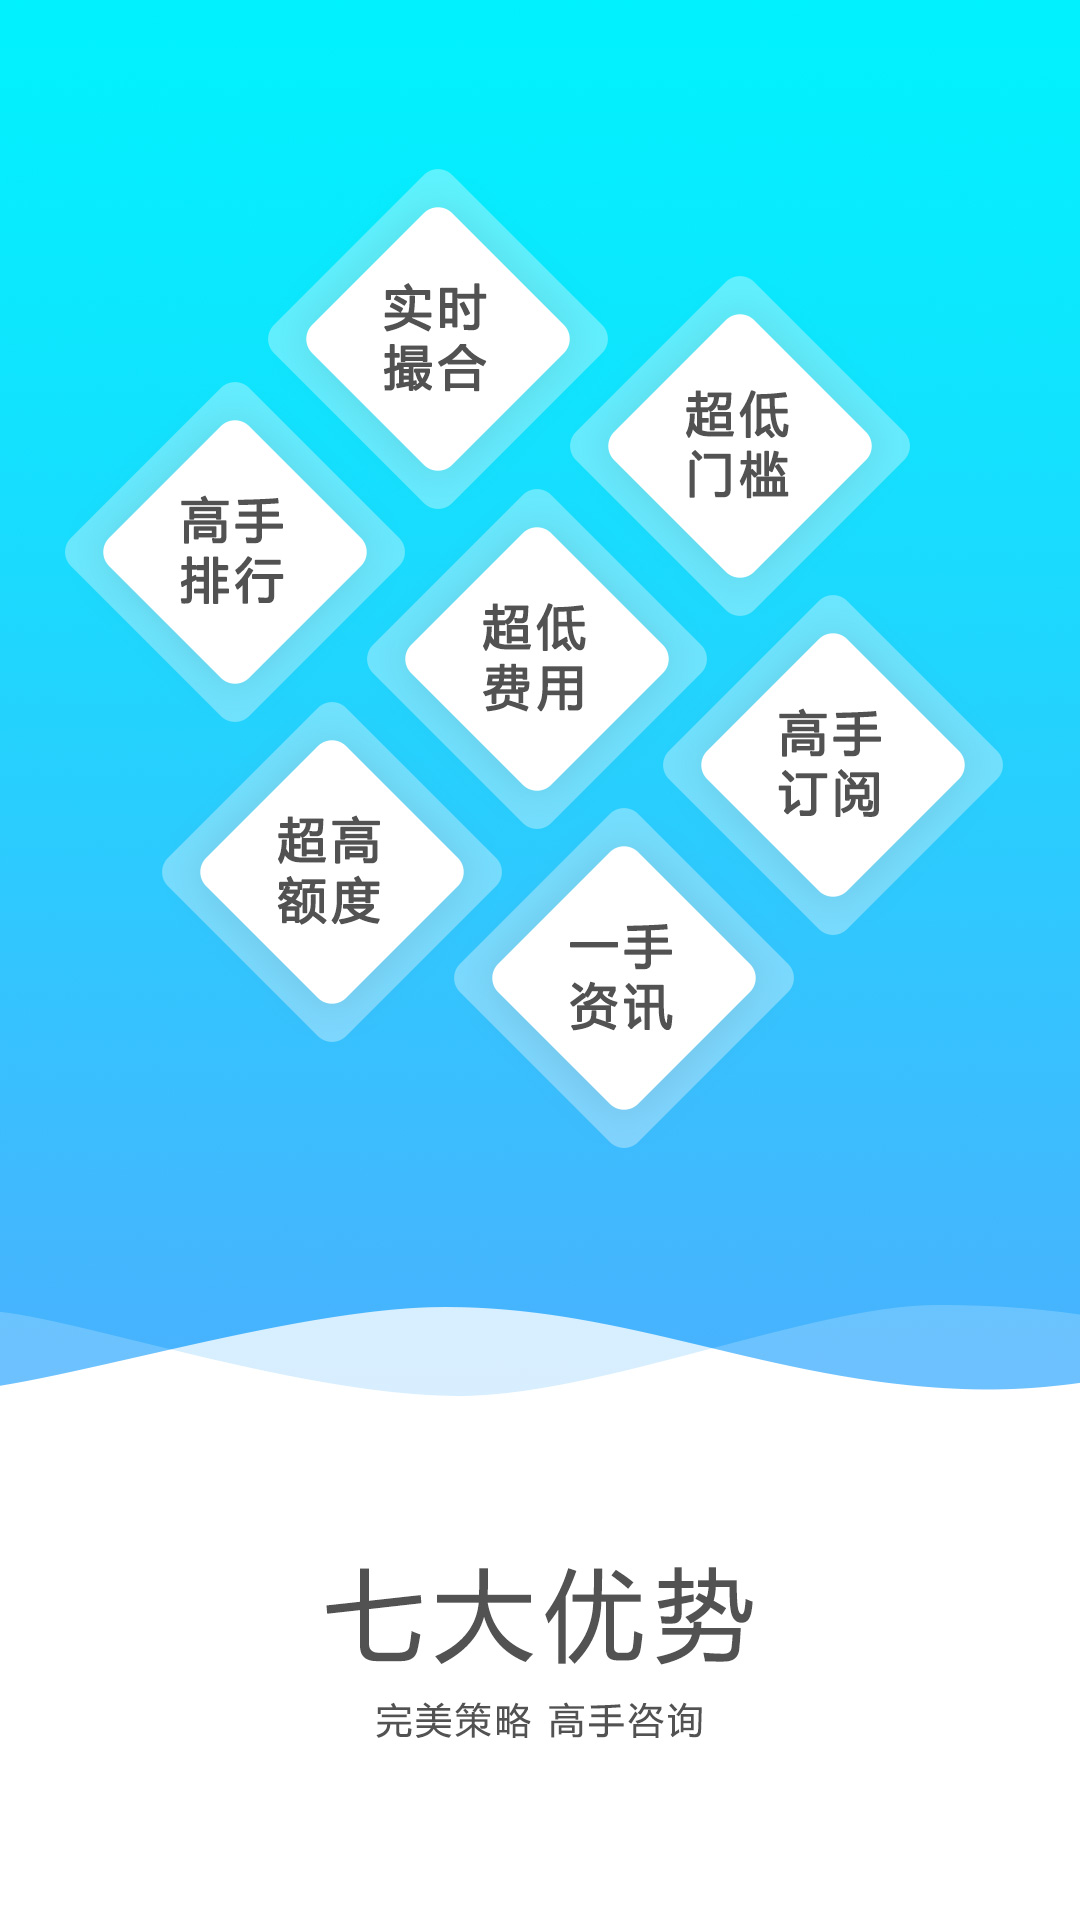 实时
撮合
超低
门槛
高手
排行
超低
费用
高手
订阅
超高
额度
一手
资讯
七大优势
完美策略 高手咨询